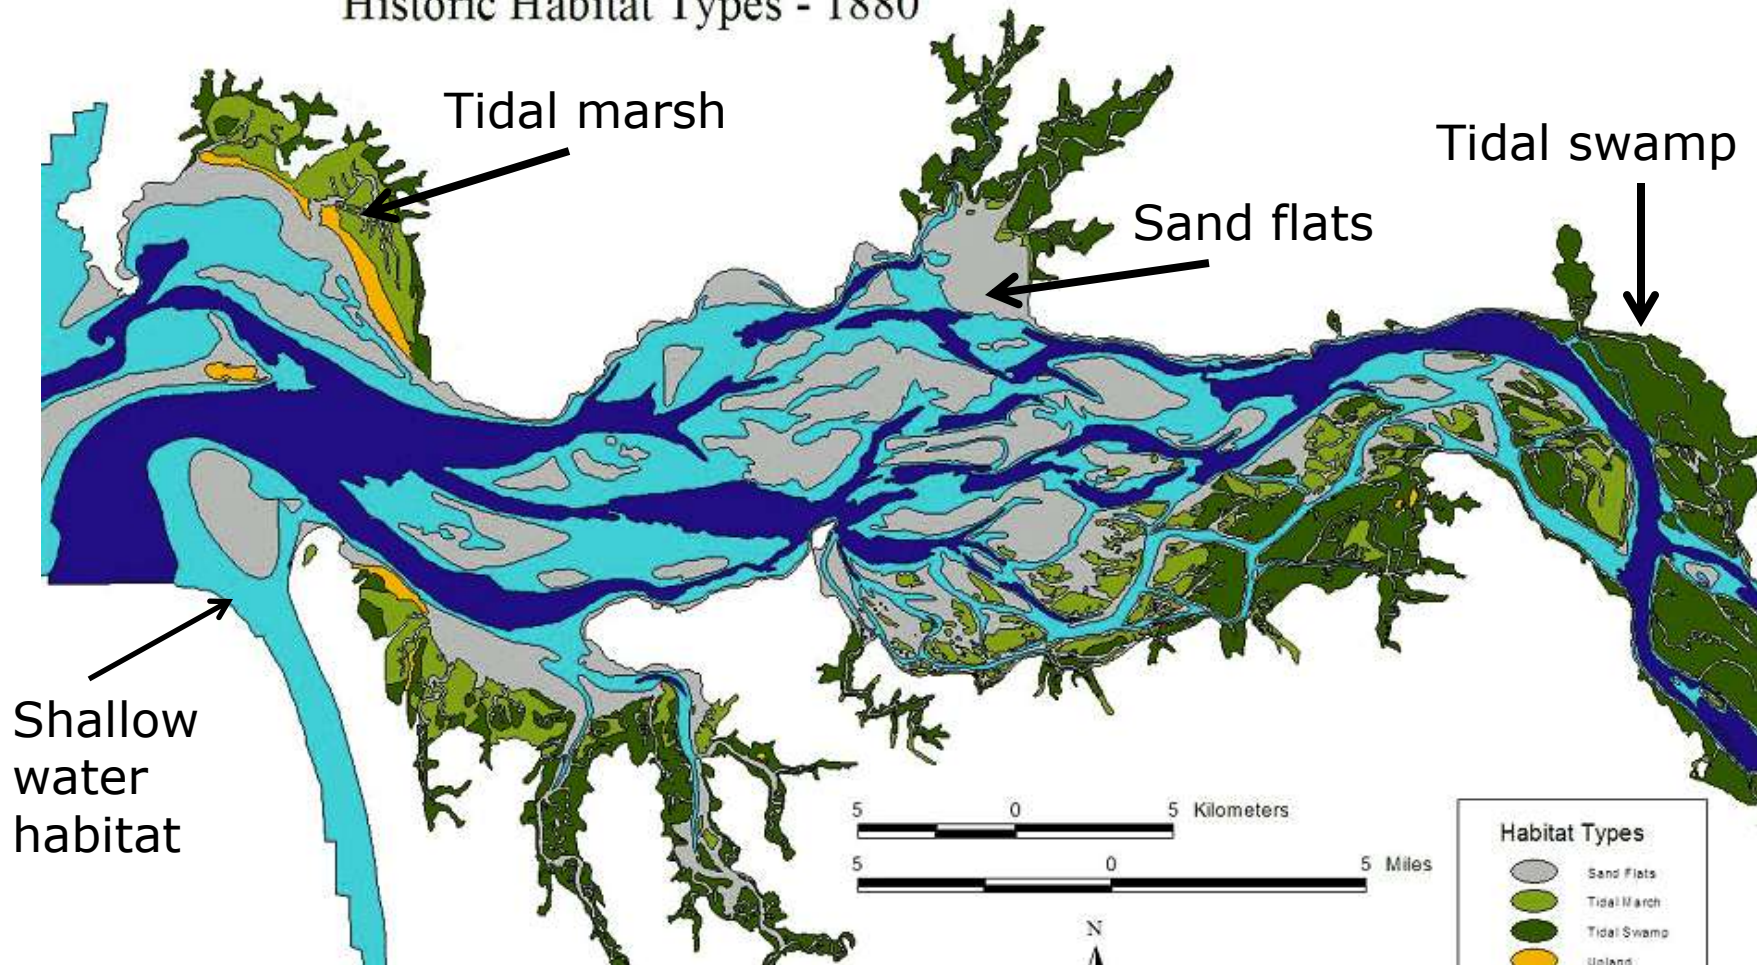 Historic Habitat Types - 1880
Tidal marsh
Tidal swamp
Sand flats
Shallow
water
habitat
5 0 5 Kilometers
5 0 5 Miles
N
Habitat Types
Sand Flats
Tidal March
Tidal Swamp
Upland